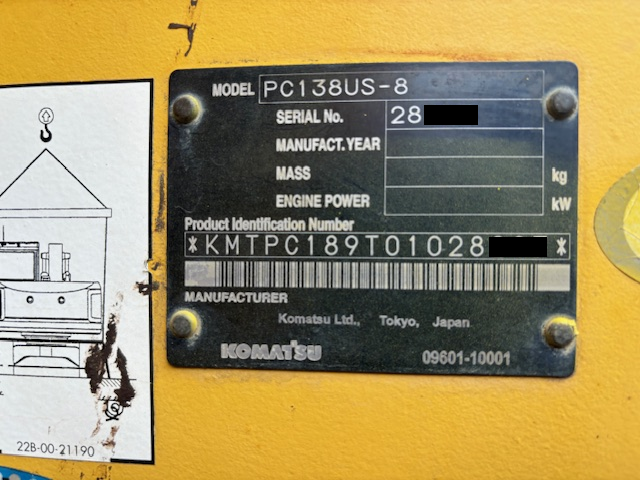 MODEL PC138US-8
SERIAL No. 28
MANUFACT. YEAR
MASS kg
ENGINE POWER kW
Product Identification Number
*KMTPC189T01028 *
MANUFACTURER
Komatsu Ltd., Tokyo, Japan
KOMATSU 09601-10001
22B-00-21190